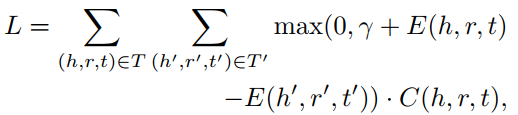 L = ∑ ∑ max(0, γ + E(h, r, t)
(h,r,t)∈T (h′,r′,t′)∈T′
−E(h′, r′, t′)) · C(h, r, t),